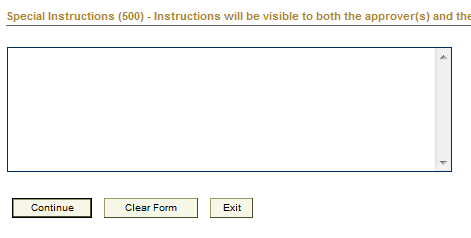 Special Instructions (500) - Instructions will be visible to both the approver(s) and the
Continue Clear Form Exit